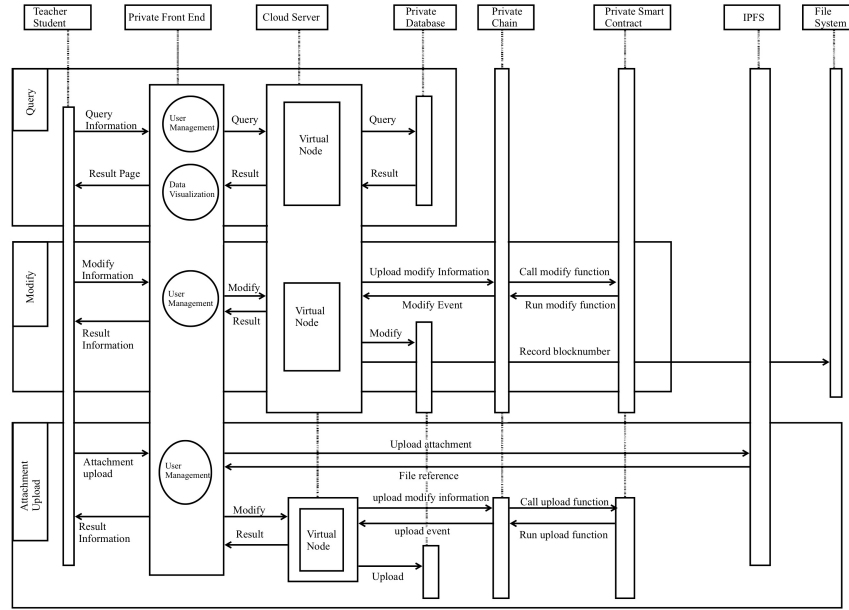 Teacher
Student
Private Front End
Cloud Server
Private
Database
Private
Chain
Private Smart
Contract
IPFS
File
System
Query
Query
Information
User
Management
Query
Virtual
Node
Query
Result Page
Data
Visualization
Result
Result
Modify
Modify
Information
User
Management
Modify
Result
Virtual
Node
Upload modify Information
Call modify function
Modify Event
Run modify function
Result
Information
Modify
Record blocknumber
Attachment
Upload
Attachment
upload
User
Management
Upload attachment
File reference
Modify
Result
Virtual
Node
upload modify information
Call upload function
upload event
Run upload function
Result
Information
Upload